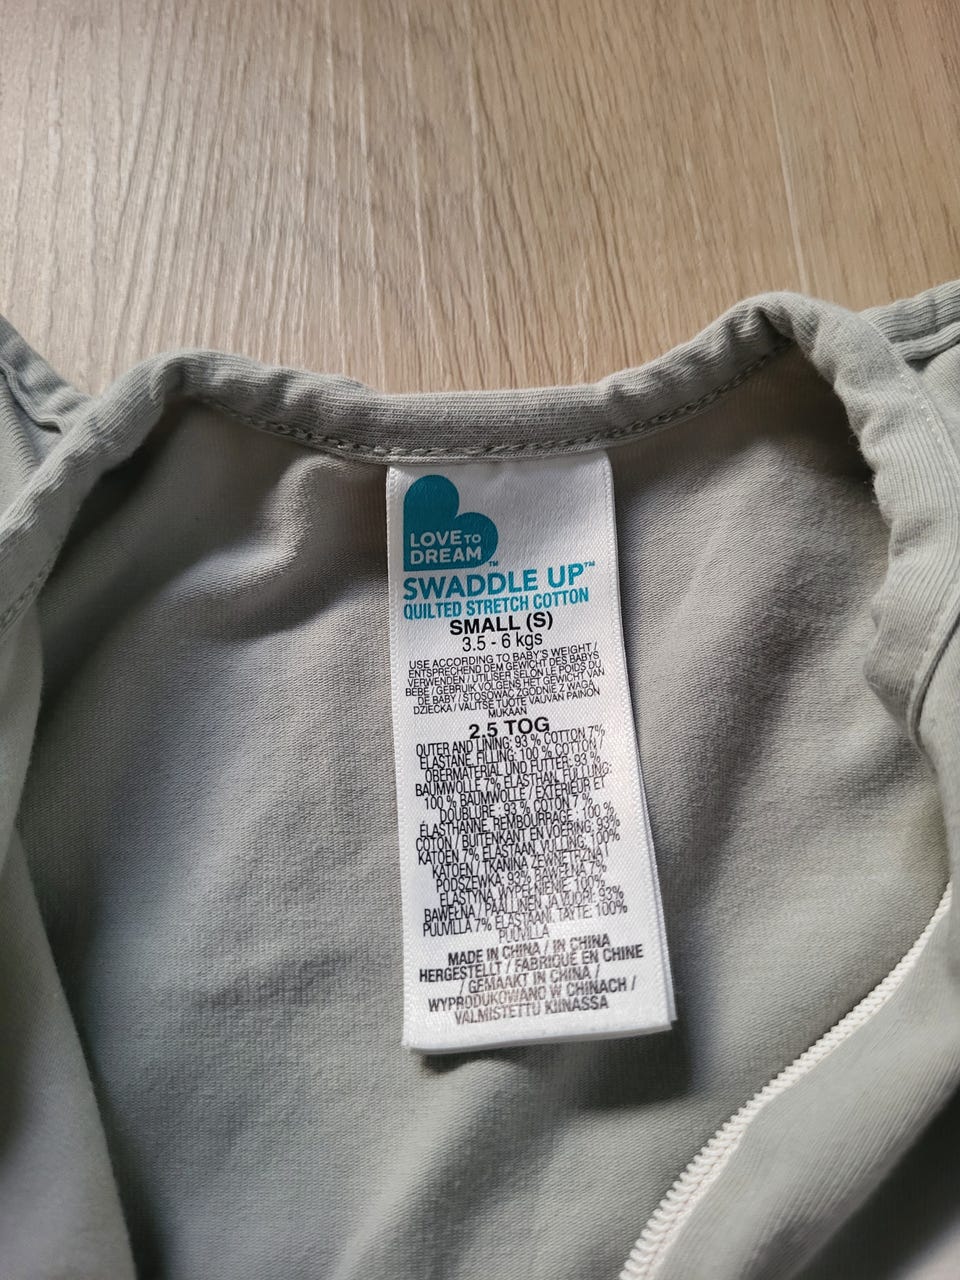 LOVE TO
DREAM™
SWADDLE UP™
QUILTED STRETCH COTTON
SMALL (S)
3.5 - 6 kgs
USE ACCORDING TO BABY'S WEIGHT /
ENTSPRECHEND DEM GEWICHT DES BABYS
VERWENDEN / UTILISER SELON LE POIDS DU
BÉBÉ / GEBRUIK VOLGENS HET GEWICHT VAN
DE BABY / STOSOWAĆ ZGODNIE Z WAGĄ
DZIECKA / VALITSE TUOTE VAUVAN PAINON
MUKAAN
2.5 TOG
OUTER AND LINING: 93 % COTTON 7%
ELASTANE, FILLING: 100 % COTTON /
OBERMATERIAL UND FUTTER: 93 %
BAUMWOLLE 7% ELASTHAN, FÜLLUNG:
100 % BAUMWOLLE / EXTÉRIEUR ET
DOUBLURE : 93 % COTON 7 %
ÉLASTHANNE, REMBOURRAGE : 100 %
COTON / BUITENKANT EN VOERING: 93%
KATOEN 7% ELASTAAN, VULLING: 100%
KATOEN / TKANINA ZEWNĘTRZNA I
PODSZEWKA: 93% BAWEŁNA 7%
ELASTYNA, WYPEŁNIENIE: 100%
BAWEŁNA / PÄÄLLINEN JA VUORI: 93%
PUUVILLA 7% ELASTAANI, TÄYTE: 100%
PUUVILLA
MADE IN CHINA / IN CHINA
HERGESTELLT / FABRIQUÉ EN CHINE
/ GEMAAKT IN CHINA /
WYPRODUKOWANO W CHINACH /
VALMISTETTU KIINASSA